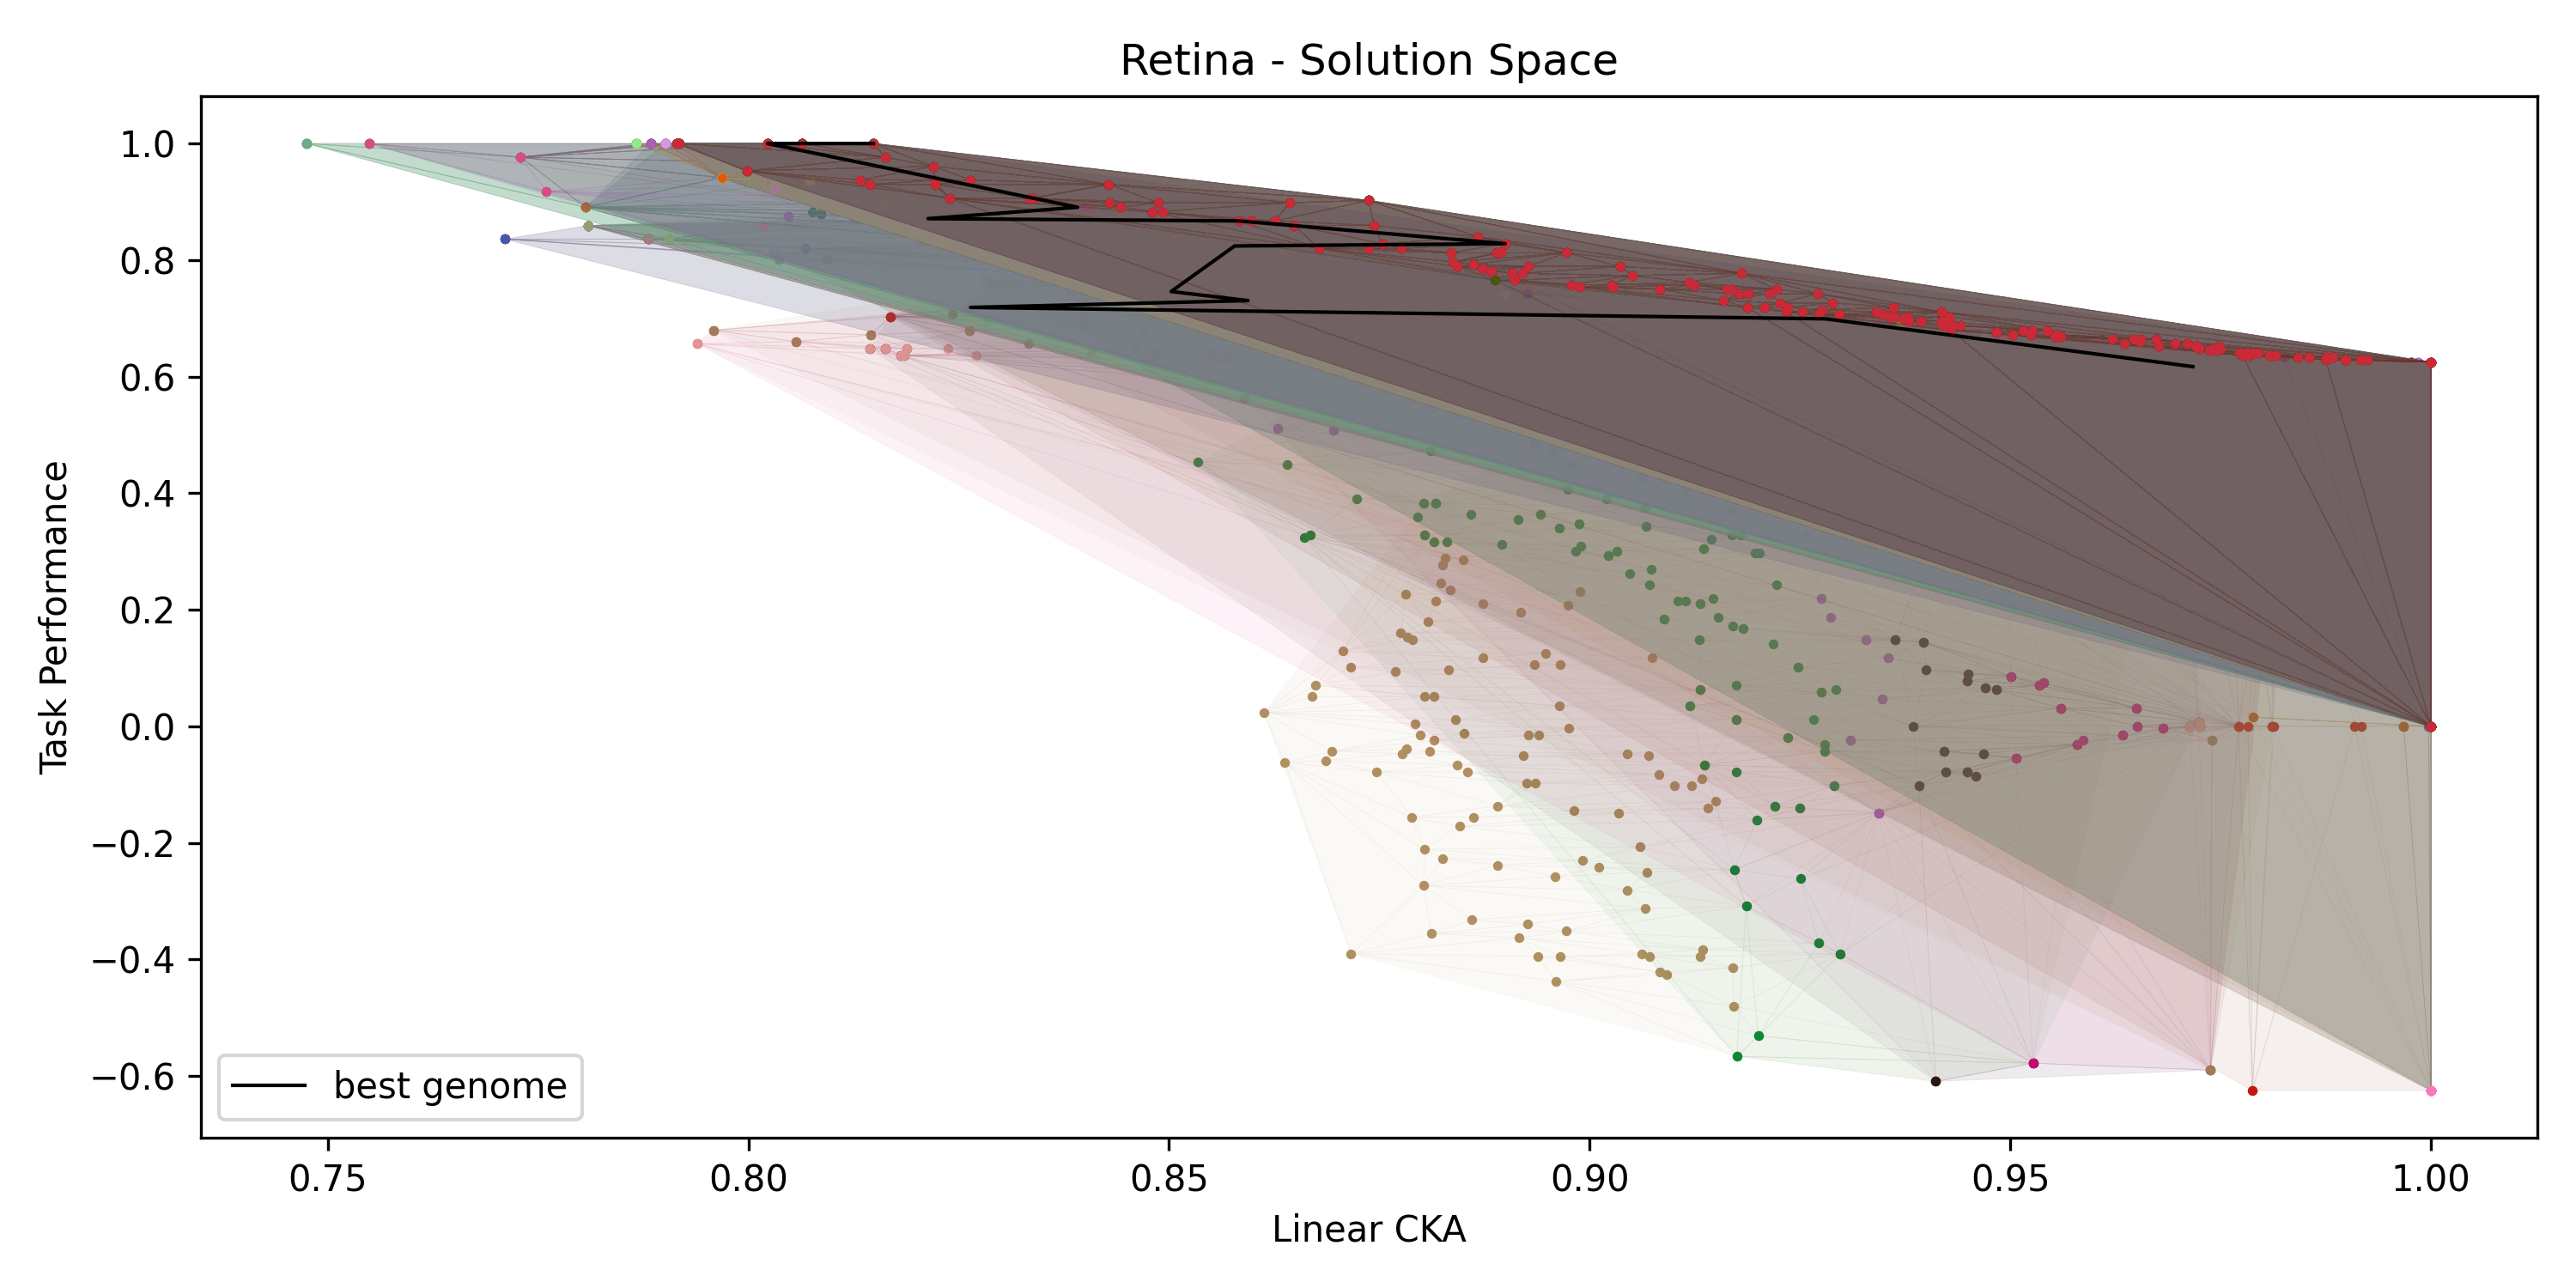 Retina - Solution Space
Task Performance
1.0
0.8
0.6
0.4
0.2
0.0
−0.2
−0.4
−0.6
best genome
0.75 0.80 0.85 0.90 0.95 1.00
Linear CKA